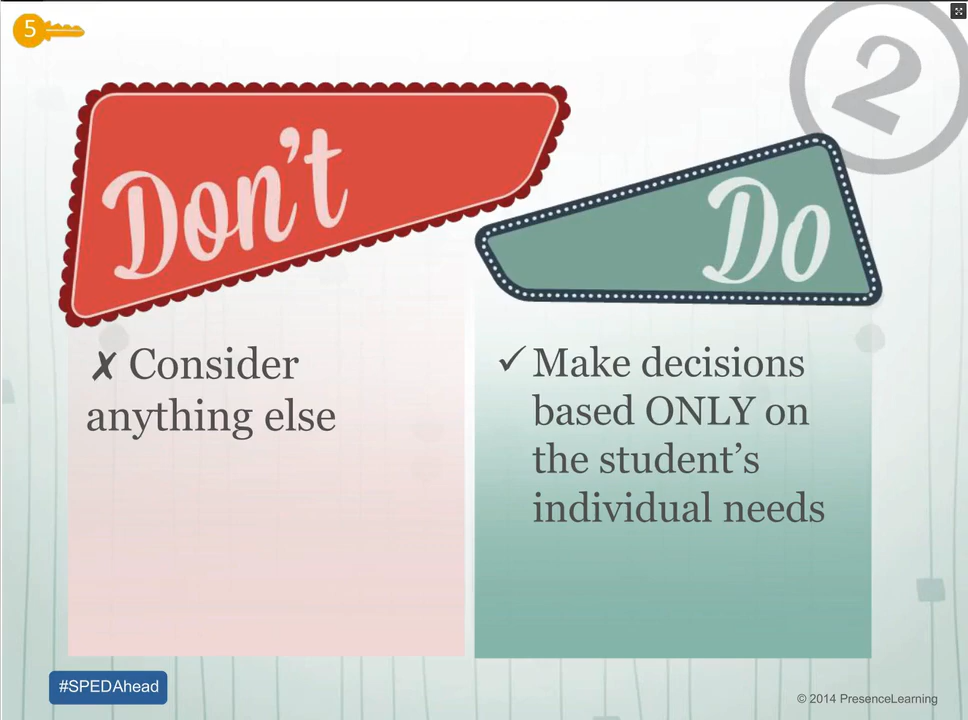 5
2
Don't
Do
✗ Consider
anything else
✓ Make decisions
based ONLY on
the student's
individual needs
#SPEDAhead
© 2014 PresenceLearning